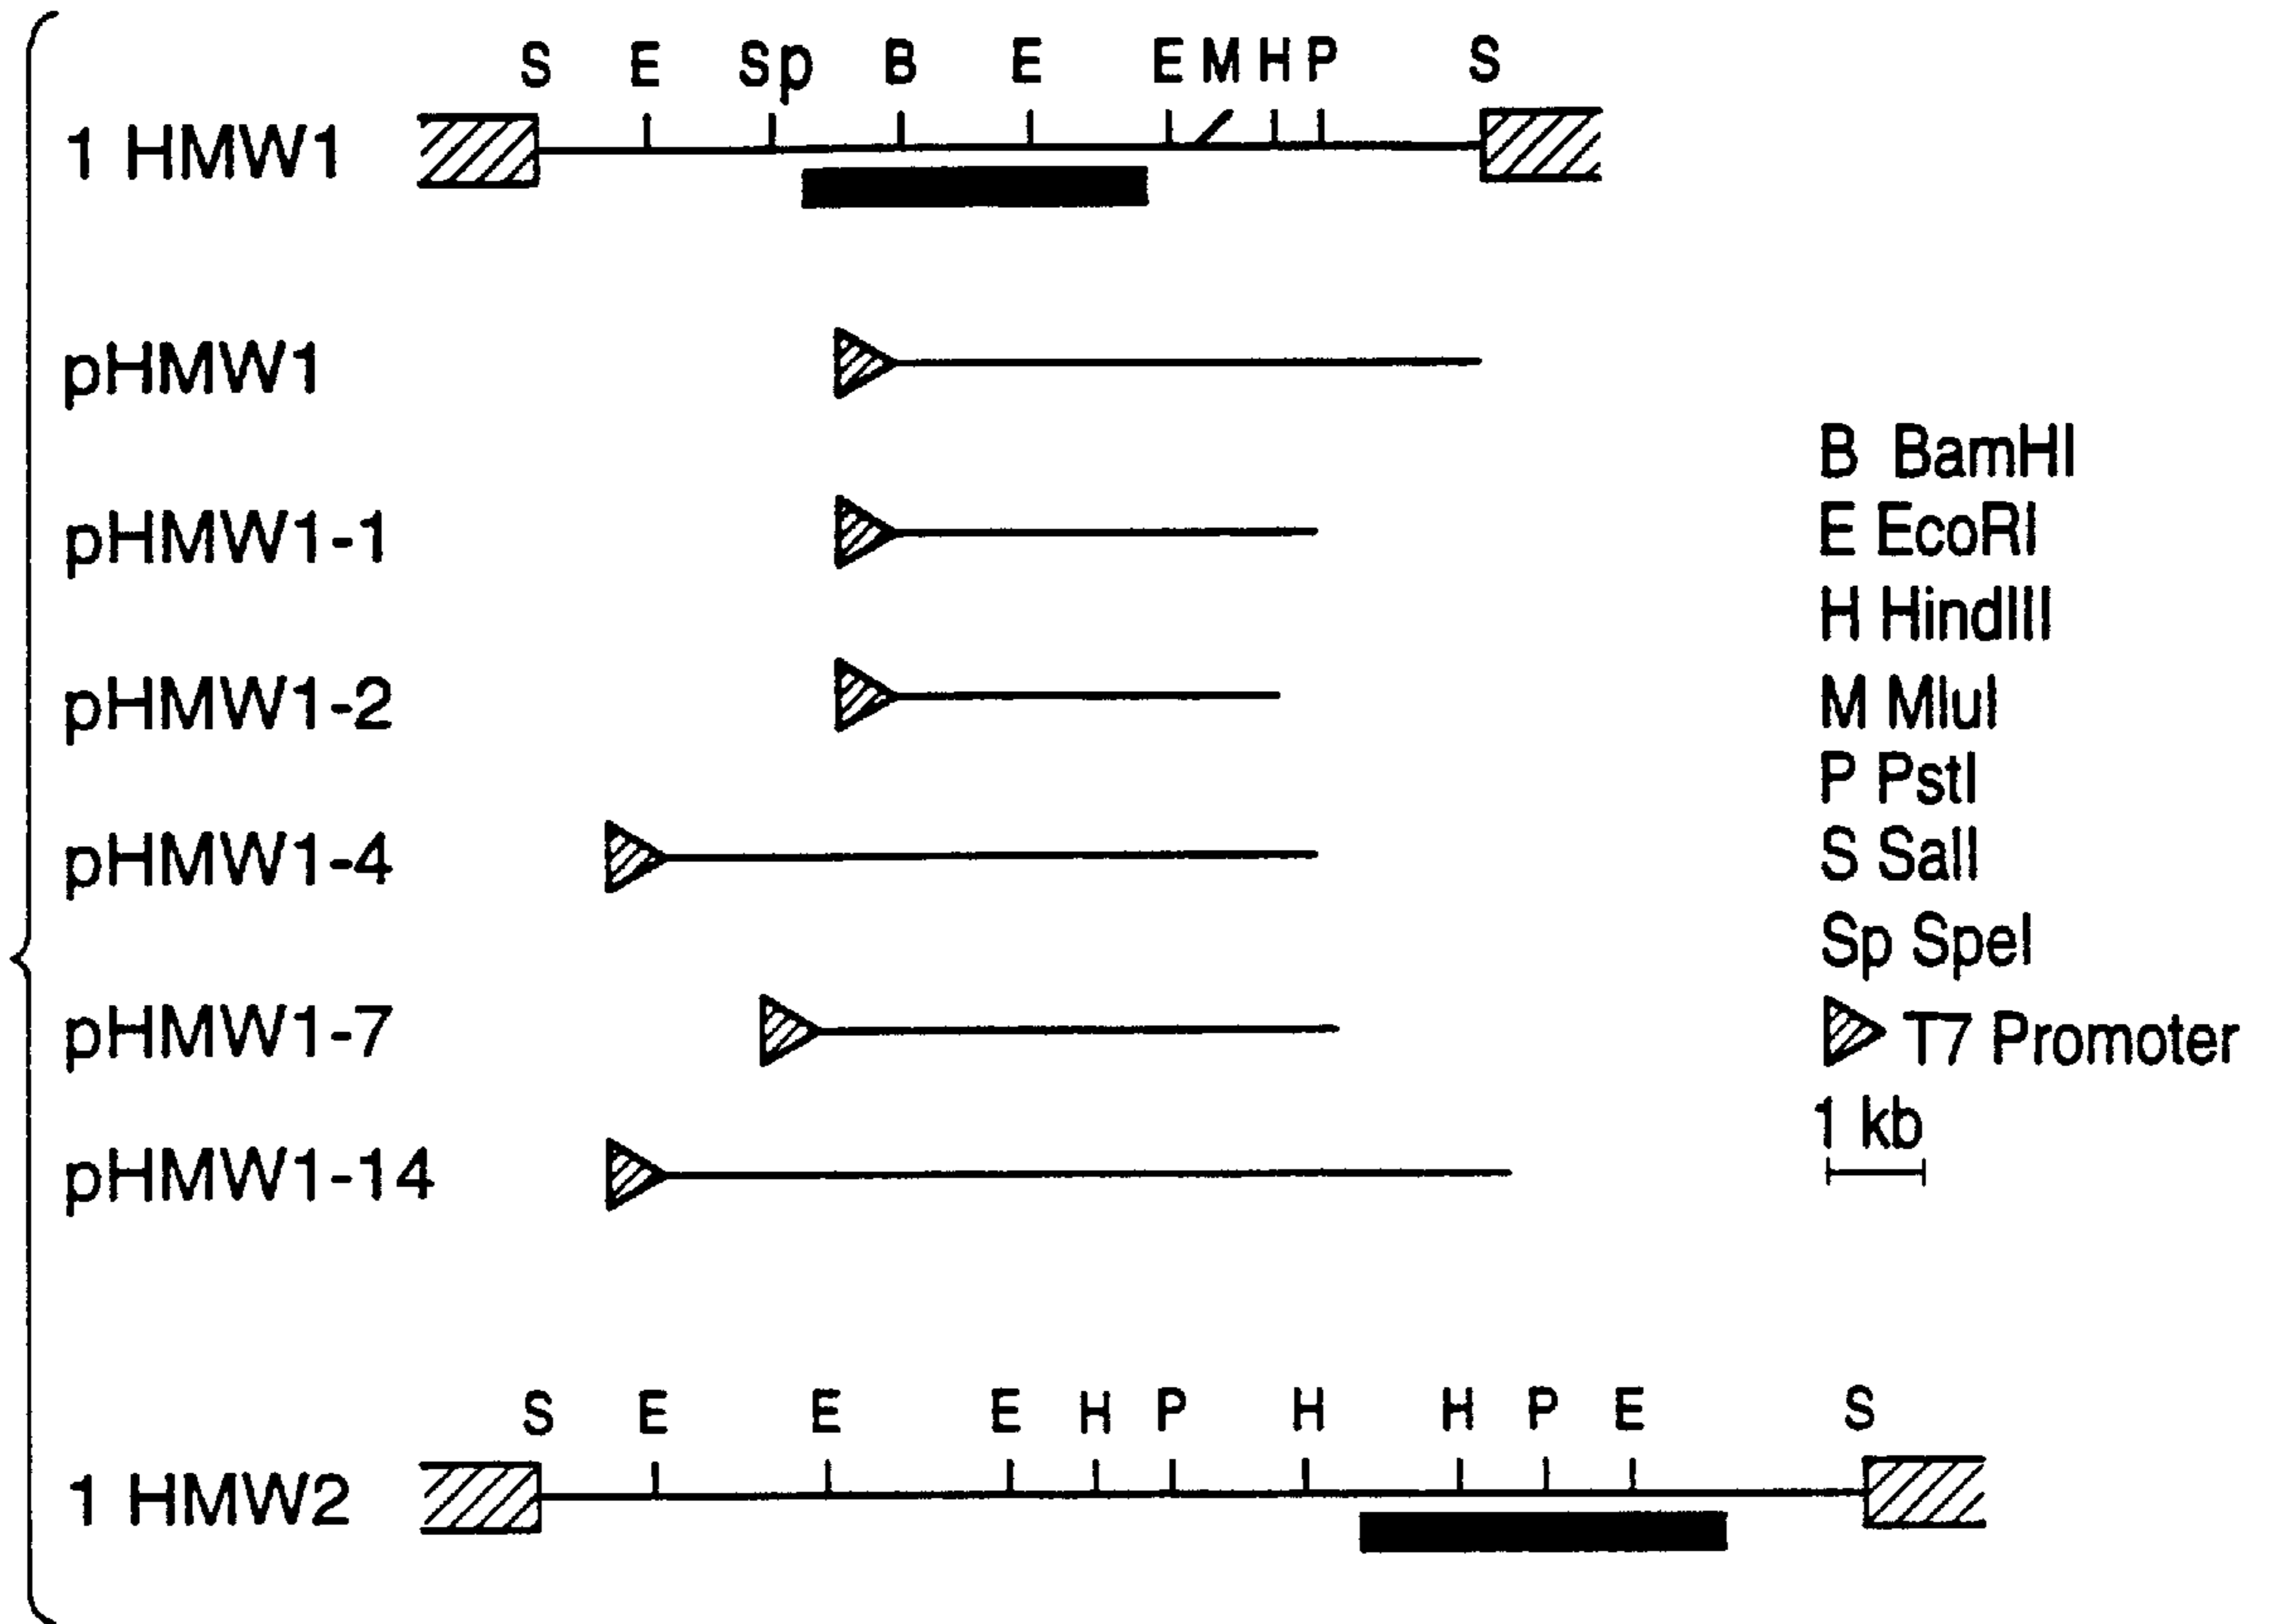 S E Sp B E E M H P S
1 HMW1
pHMW1
pHMW1-1
pHMW1-2
pHMW1-4
pHMW1-7
pHMW1-14
B BamHI
E EcoRI
H HindIII
M MluI
P PstI
S SalI
Sp SpeI
T7 Promoter
1 kb
S E E E H P H H P E S
1 HMW2